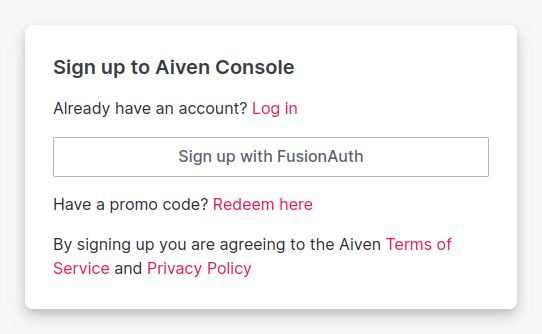 Sign up to Aiven Console
Already have an account? Log in
Sign up with FusionAuth
Have a promo code? Redeem here
By signing up you are agreeing to the Aiven Terms of
Service and Privacy Policy